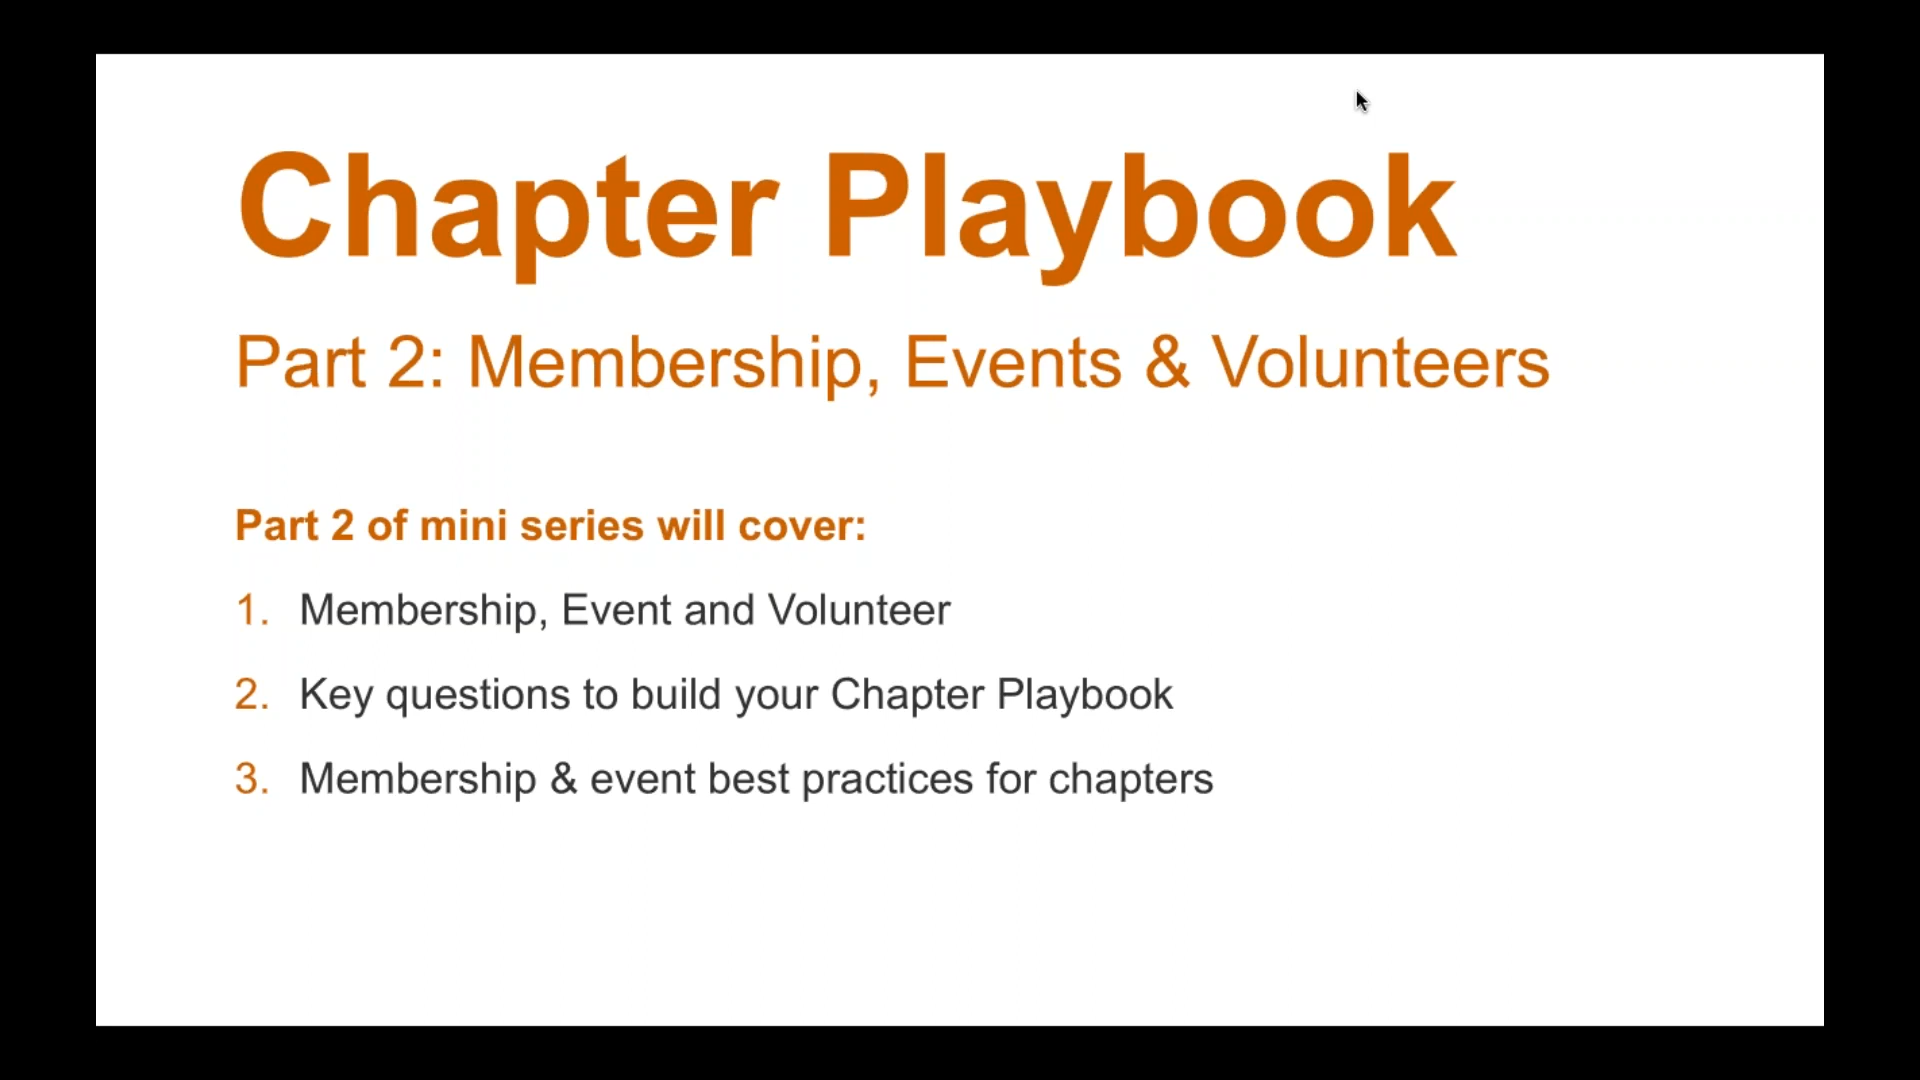 Chapter Playbook
Part 2: Membership, Events & Volunteers
Part 2 of mini series will cover:
1. Membership, Event and Volunteer
2. Key questions to build your Chapter Playbook
3. Membership & event best practices for chapters